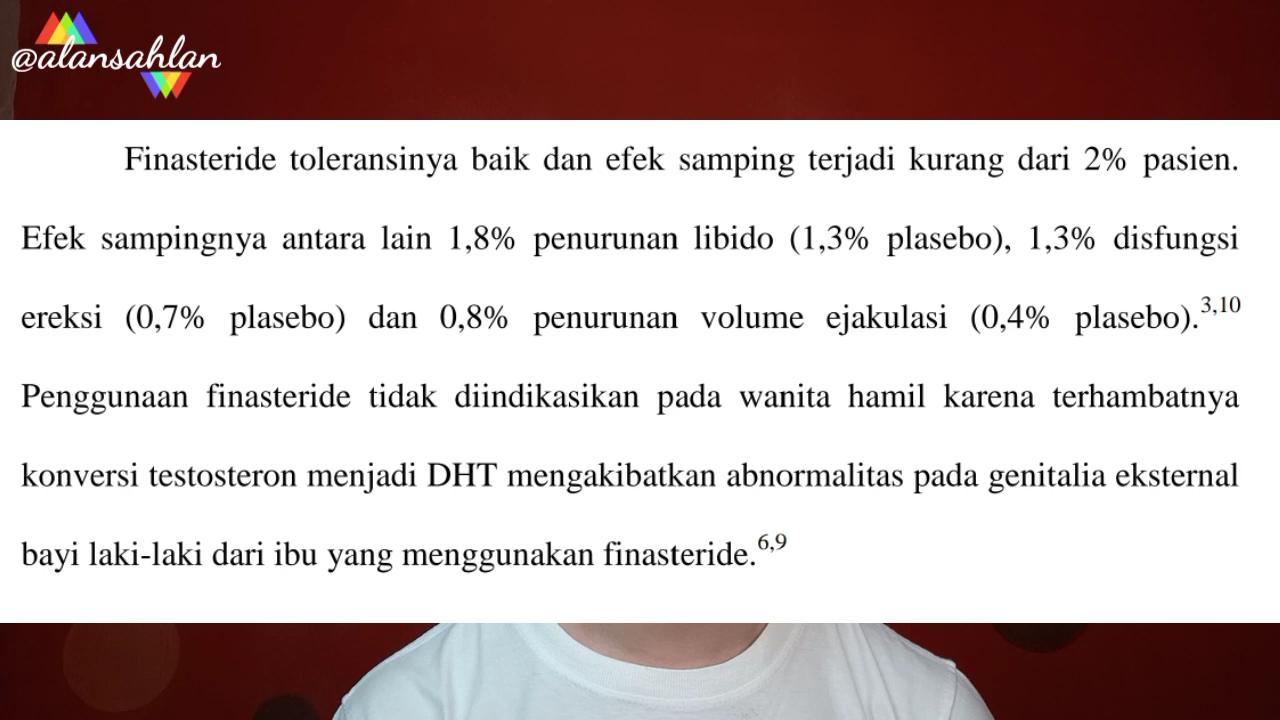 @alansahlan
Finasteride toleransinya baik dan efek samping terjadi kurang dari 2% pasien.
Efek sampingnya antara lain 1,8% penurunan libido (1,3% plasebo), 1,3% disfungsi
ereksi (0,7% plasebo) dan 0,8% penurunan volume ejakulasi (0,4% plasebo).3,10
Penggunaan finasteride tidak diindikasikan pada wanita hamil karena terhambatnya
konversi testosteron menjadi DHT mengakibatkan abnormalitas pada genitalia eksternal
bayi laki-laki dari ibu yang menggunakan finasteride.6,9